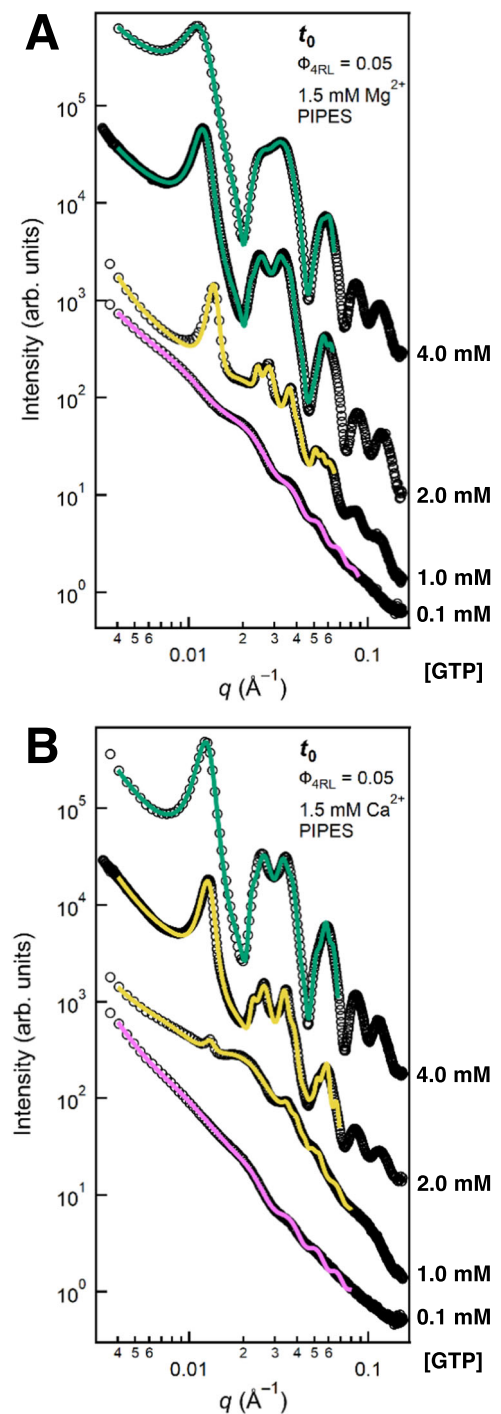 A
t0
Φ4RL = 0.05
1.5 mM Mg2+
PIPES
10^5
10^4
10^3
10^2
10^1
10^0
Intensity (arb. units)
4.0 mM
2.0 mM
1.0 mM
0.1 mM
4 5 6 2 3 4 5 6
0.01 0.1
q (Å−1)
[GTP]
B
t0
Φ4RL = 0.05
1.5 mM Ca2+
PIPES
10^5
10^4
10^3
10^2
10^1
10^0
Intensity (arb. units)
4.0 mM
2.0 mM
1.0 mM
0.1 mM
4 5 6 2 3 4 5 6
0.01 0.1
q (Å−1)
[GTP]